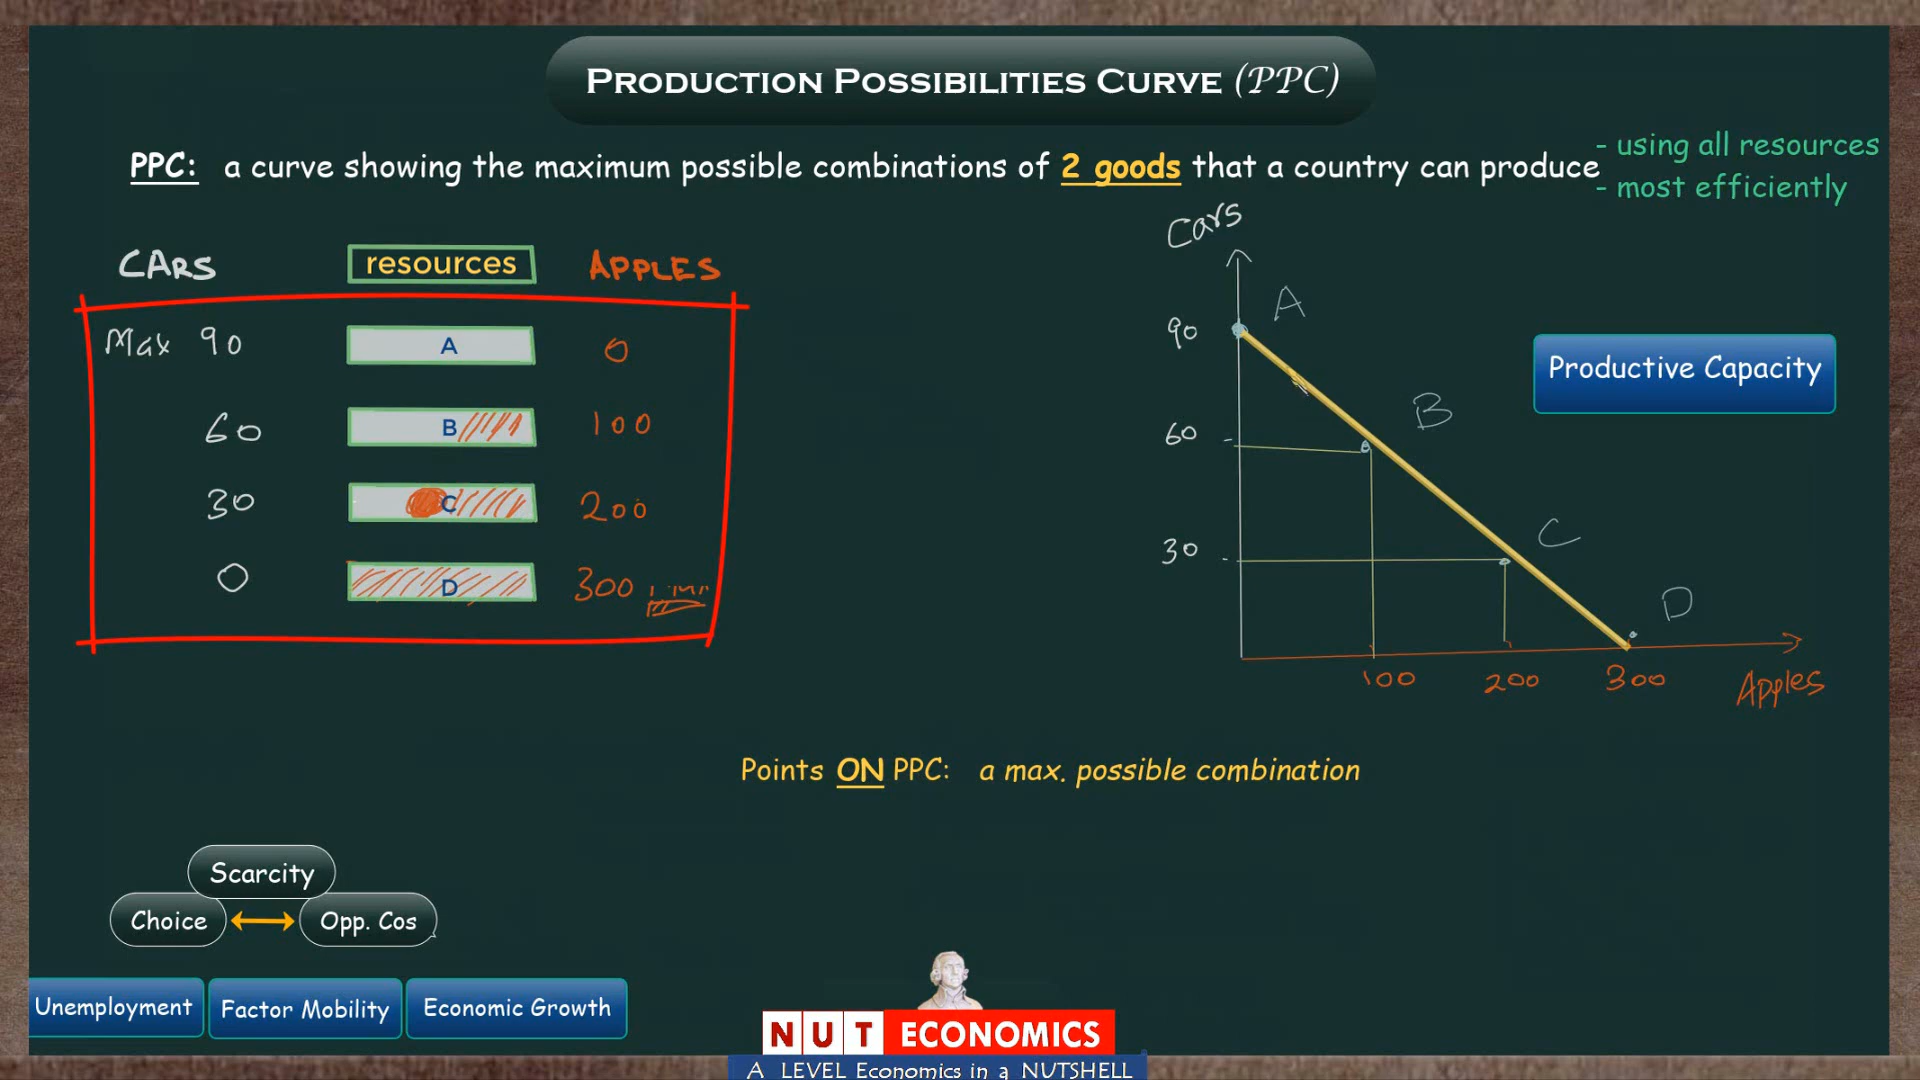 PRODUCTION POSSIBILITIES CURVE (PPC)
PPC: a curve showing the maximum possible combinations of 2 goods that a country can produce
- using all resources
- most efficiently
CARS resources APPLES
Max 90 A 0
60 B 100
30 C 200
0 D 300
Cars
90 A
60 B
30 C
D
100 200 300
Apples
Productive Capacity
Points ON PPC: a max. possible combination
Scarcity
Choice Opp. Cos
Unemployment Factor Mobility Economic Growth
NUT ECONOMICS
A LEVEL Economics in a NUTSHELL